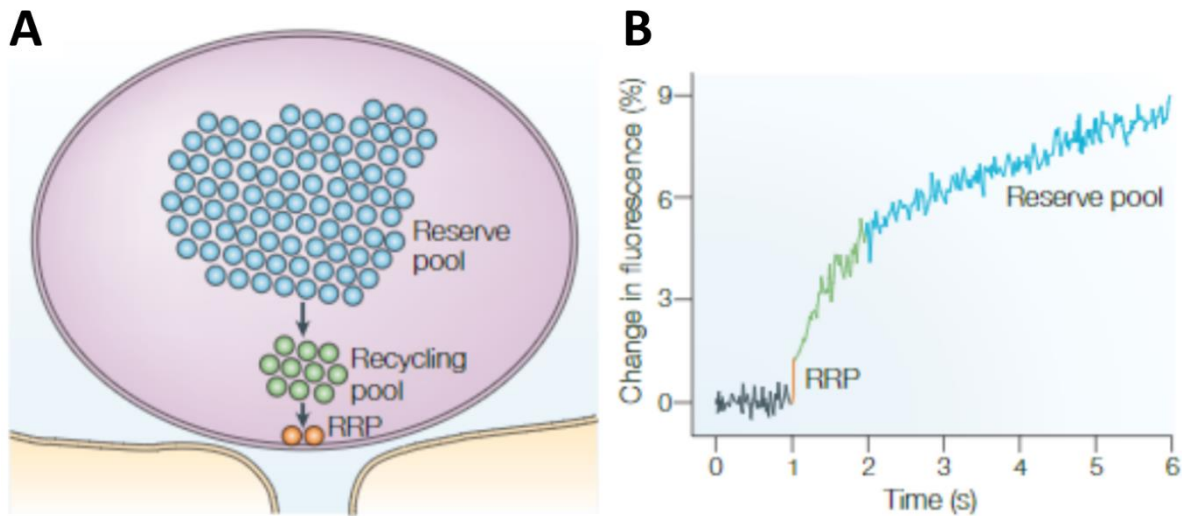 A
Reserve
pool
Recycling
pool
RRP
B
Change in fluorescence (%)
9
6
3
0
Reserve pool
RRP
0 1 2 3 4 5 6
Time (s)